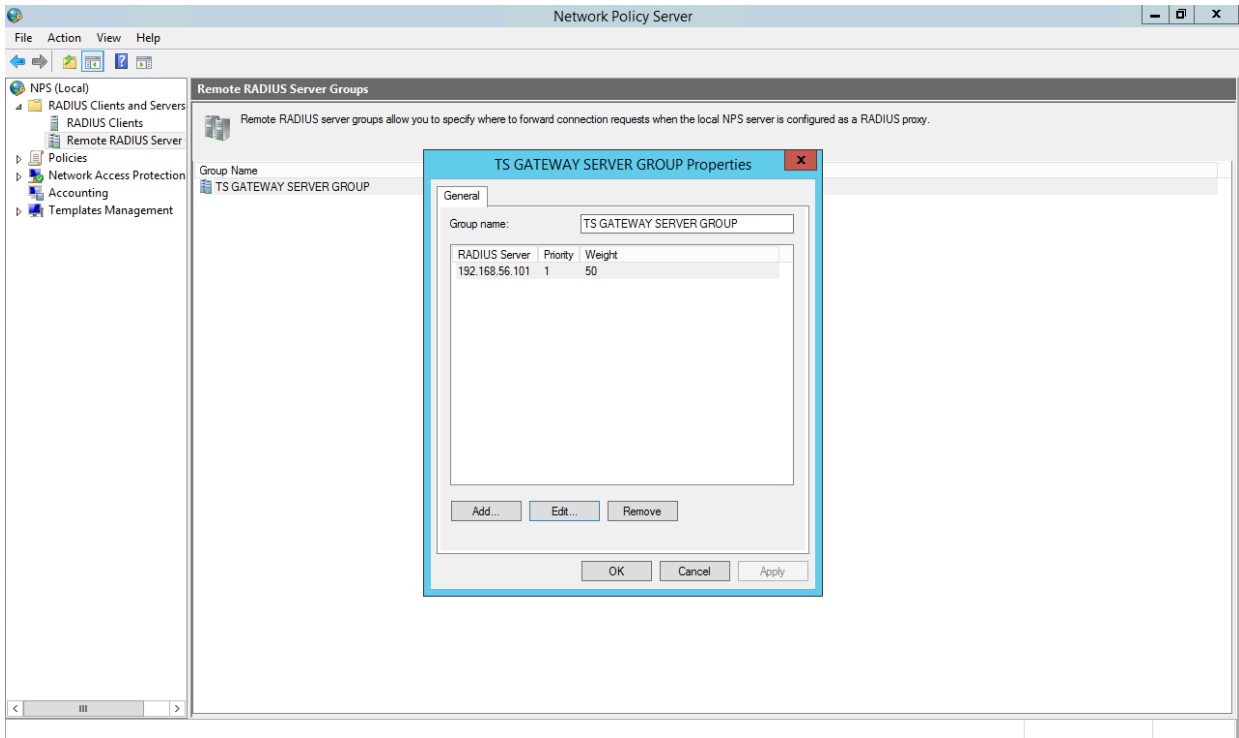 Network Policy Server
File Action View Help
NPS (Local)
RADIUS Clients and Servers
RADIUS Clients
Remote RADIUS Server
Policies
Network Access Protection
Accounting
Templates Management
Remote RADIUS Server Groups
Remote RADIUS server groups allow you to specify where to forward connection requests when the local NPS server is configured as a RADIUS proxy.
Group Name
TS GATEWAY SERVER GROUP
TS GATEWAY SERVER GROUP Properties
General
Group name: TS GATEWAY SERVER GROUP
RADIUS Server Priority Weight
192.168.56.101 1 50
Add... Edit... Remove
OK Cancel Apply